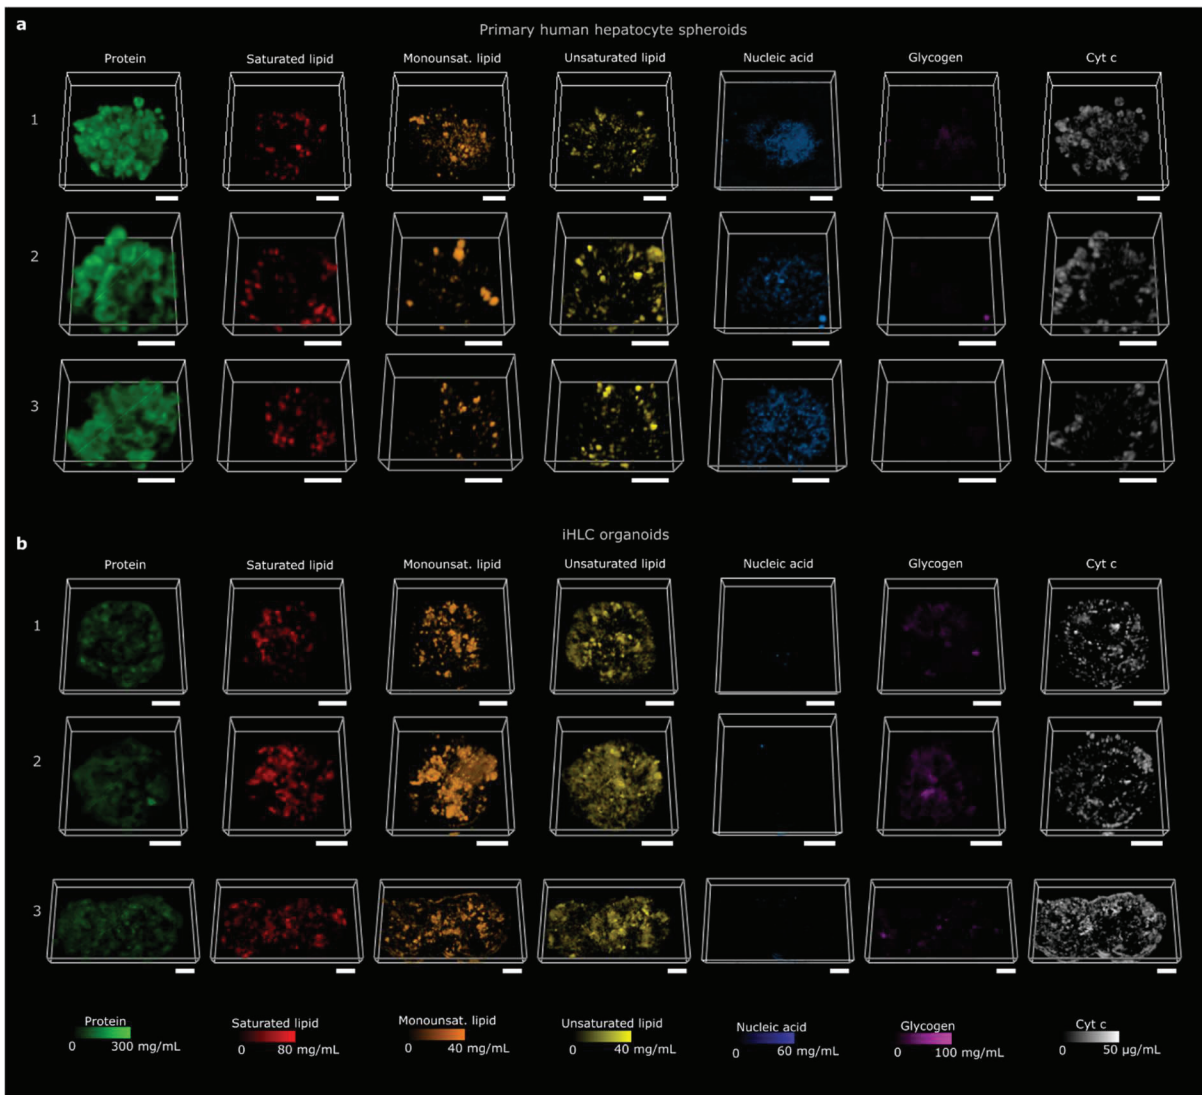 a
Primary human hepatocyte spheroids
Protein Saturated lipid Monounsat. lipid Unsaturated lipid Nucleic acid Glycogen Cyt c
1
2
3
b
iHLC organoids
Protein Saturated lipid Monounsat. lipid Unsaturated lipid Nucleic acid Glycogen Cyt c
1
2
3
Protein Saturated lipid Monounsat. lipid Unsaturated lipid Nucleic acid Glycogen Cyt c
0 300 mg/mL 0 80 mg/mL 0 40 mg/mL 0 40 mg/mL 0 60 mg/mL 0 100 mg/mL 0 50 µg/mL